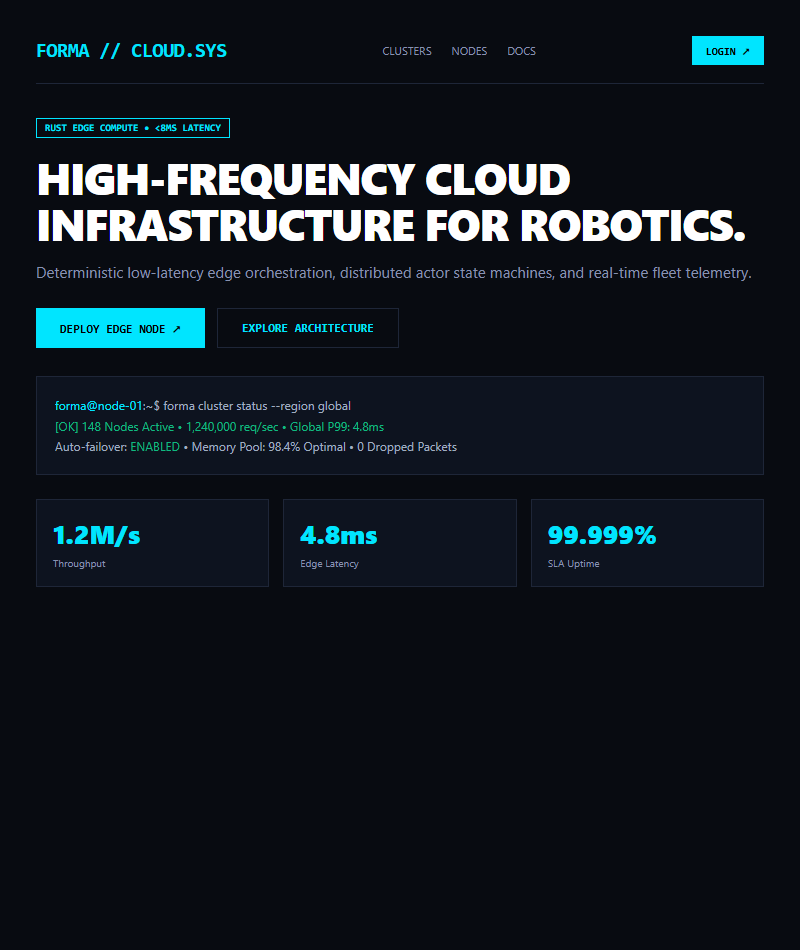 FORMA // CLOUD.SYS
CLUSTERS NODES DOCS
LOGIN ↗
RUST EDGE COMPUTE • <8MS LATENCY
HIGH-FREQUENCY CLOUD
INFRASTRUCTURE FOR ROBOTICS.
Deterministic low-latency edge orchestration, distributed actor state machines, and real-time fleet telemetry.
DEPLOY EDGE NODE ↗
EXPLORE ARCHITECTURE
forma@node-01:~$ forma cluster status --region global
[OK] 148 Nodes Active • 1,240,000 req/sec • Global P99: 4.8ms
Auto-failover: ENABLED • Memory Pool: 98.4% Optimal • 0 Dropped Packets
1.2M/s
Throughput
4.8ms
Edge Latency
99.999%
SLA Uptime